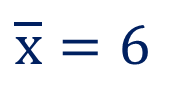 x̅ = 6